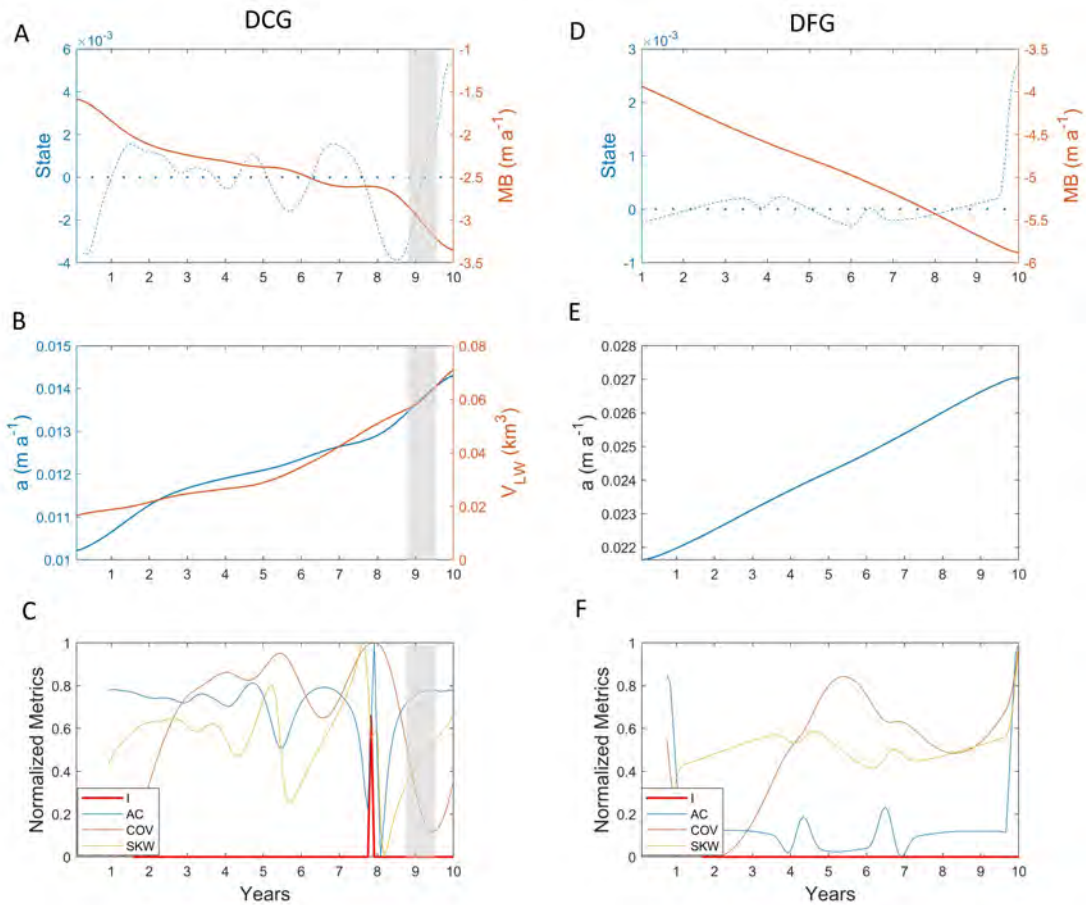 DCG
DFG
A
6 ×10⁻³ -1
4 -1.5
2 -2
0 -2.5
-2 -3
-4 -3.5
State
MB (m a⁻¹)
1 2 3 4 5 6 7 8 9 10
D
3 ×10⁻³ -3.5
2 -4
-4.5
1 -5
0 -5.5
-1 -6
State
MB (m a⁻¹)
1 2 3 4 5 6 7 8 9 10
B
0.015 0.08
0.014 0.06
0.013
0.04
0.012
0.011 0.02
0.01 0
a (m a⁻¹)
V_LW (km³)
1 2 3 4 5 6 7 8 9 10
E
0.028
0.027
0.026
0.025
0.024
0.023
0.022
a (m a⁻¹)
1 2 3 4 5 6 7 8 9 10
C
1
0.8
0.6
0.4
0.2
0
Normalized Metrics
I
AC
COV
SKW
1 2 3 4 5 6 7 8 9 10
Years
F
1
0.8
0.6
0.4
0.2
0
Normalized Metrics
I
AC
COV
SKW
1 2 3 4 5 6 7 8 9 10
Years